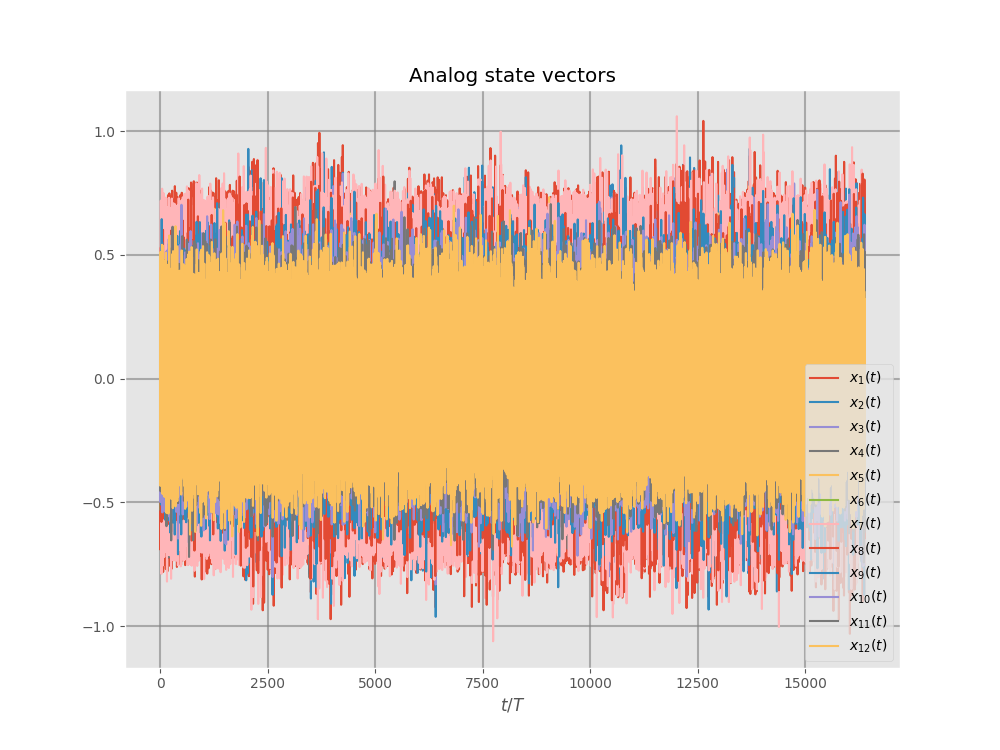 Analog state vectors
1.0
0.5
0.0
−0.5
−1.0
0 2500 5000 7500 10000 12500 15000
t/T
x₁(t)
x₂(t)
x₃(t)
x₄(t)
x₅(t)
x₆(t)
x₇(t)
x₈(t)
x₉(t)
x₁₀(t)
x₁₁(t)
x₁₂(t)